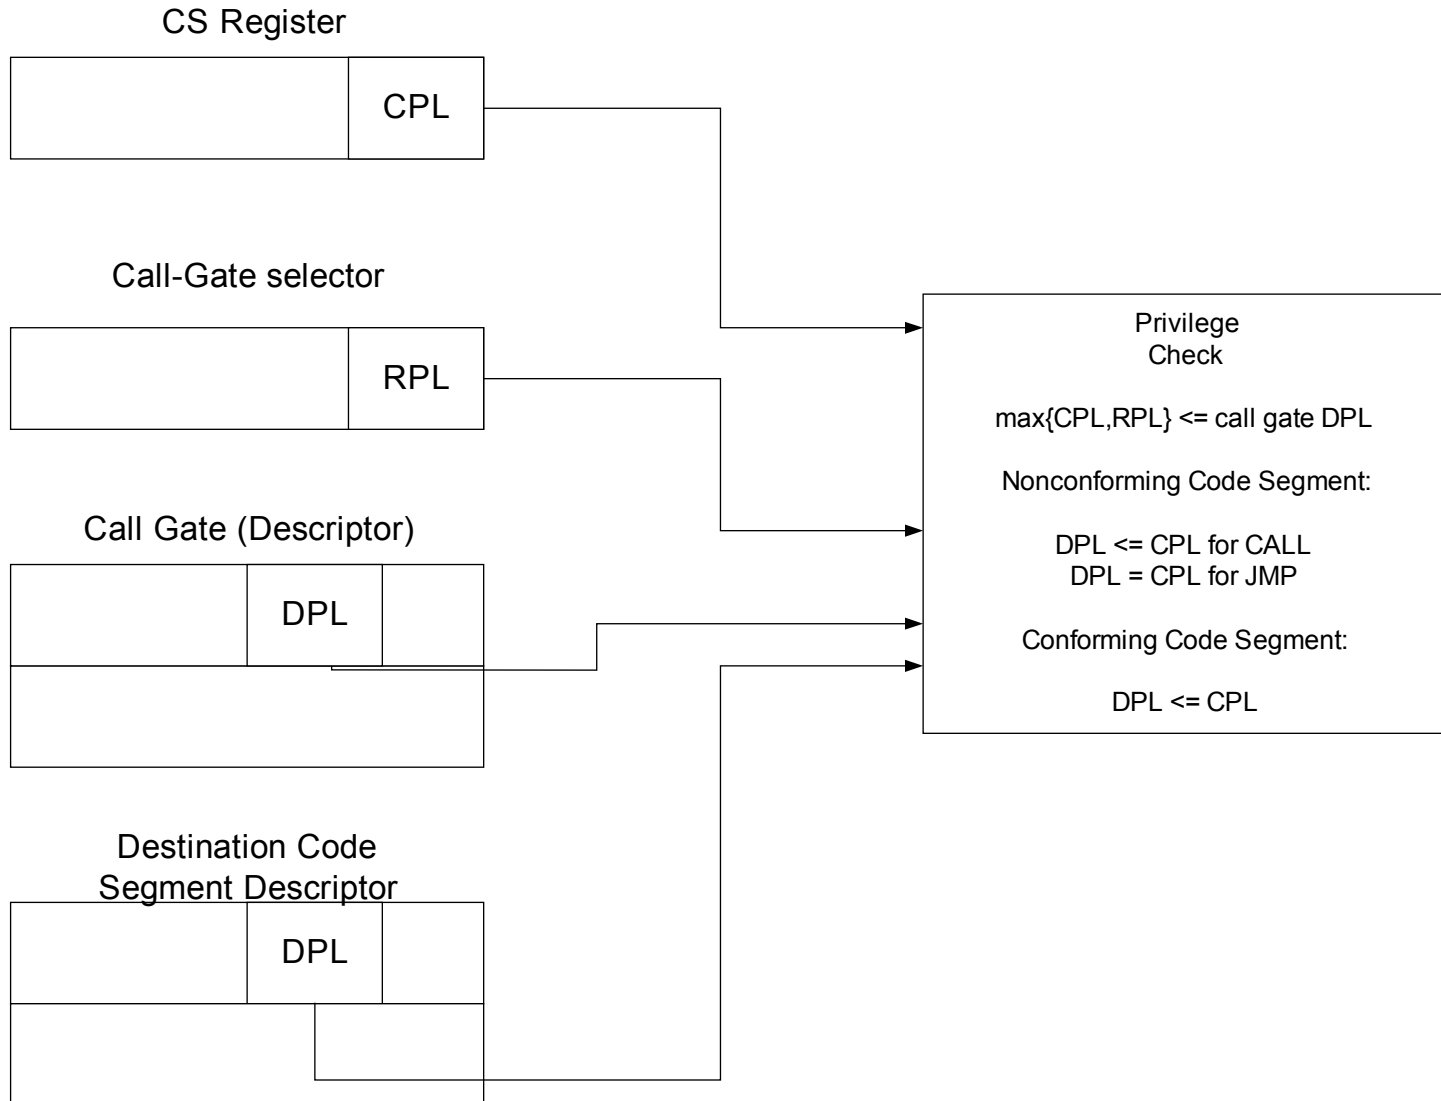 CS Register
CPL
Call-Gate selector
RPL
Call Gate (Descriptor)
DPL
Destination Code
Segment Descriptor
DPL
Privilege
Check
max{CPL,RPL} <= call gate DPL
Nonconforming Code Segment:
DPL <= CPL for CALL
DPL = CPL for JMP
Conforming Code Segment:
DPL <= CPL